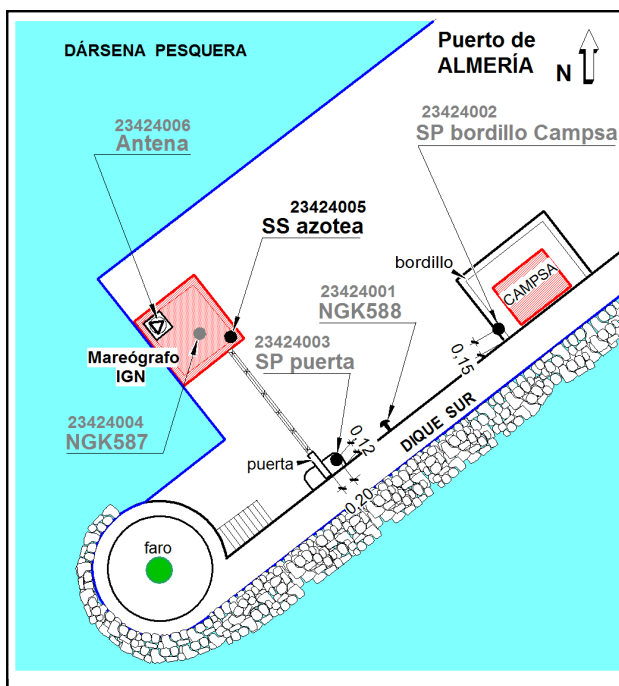 DÁRSENA PESQUERA
Puerto de
ALMERÍA
N
23424006
Antena
23424002
SP bordillo Campsa
23424005
SS azotea
bordillo
CAMPSA
23424001
NGK588
23424003
SP puerta
Mareógrafo
IGN
0,15
23424004
NGK587
DIQUE SUR
0,12
puerta
0,20
faro